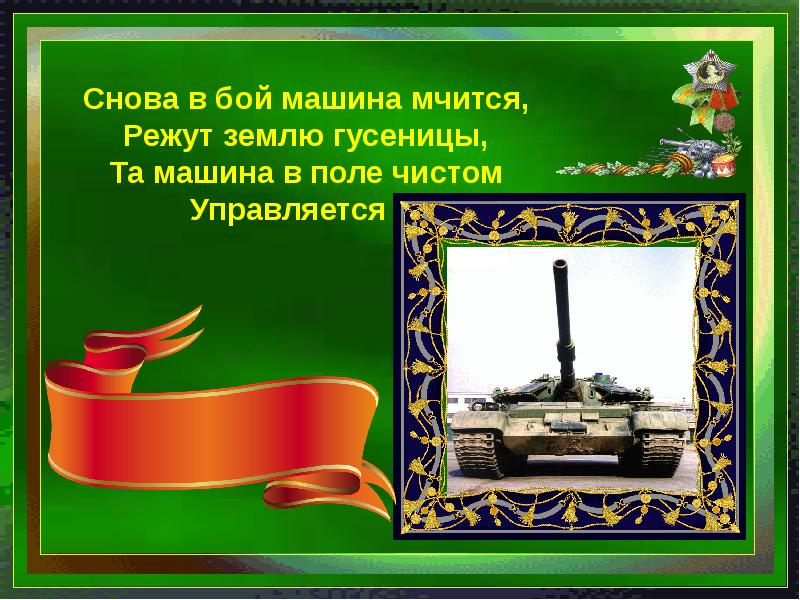 Снова в бой машина мчится,
Режут землю гусеницы,
Та машина в поле чистом
Управляется